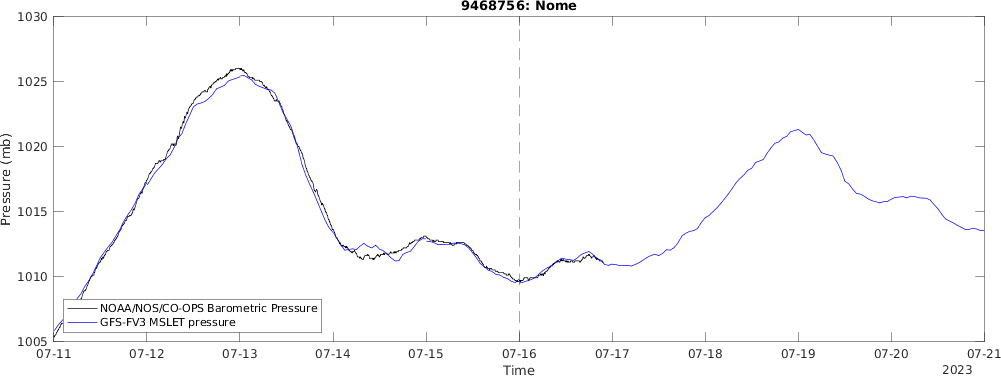 9468756: Nome
1030
1025
1020
1015
1010
1005
Pressure (mb)
NOAA/NOS/CO-OPS Barometric Pressure
GFS-FV3 MSLET pressure
07-11 07-12 07-13 07-14 07-15 07-16 07-17 07-18 07-19 07-20 07-21
Time
2023